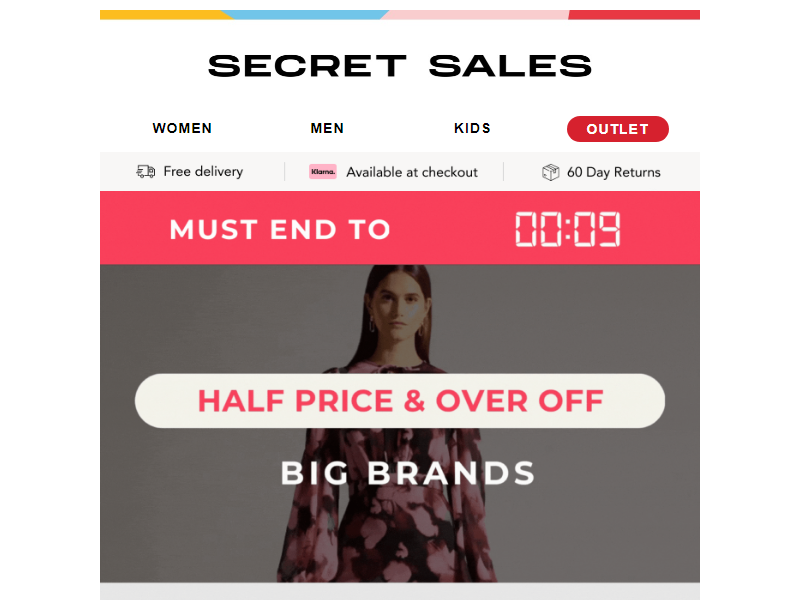 SECRET SALES
WOMEN MEN KIDS OUTLET
Free delivery Klarna. Available at checkout 60 Day Returns
MUST END TO 00:09
HALF PRICE & OVER OFF
BIG BRANDS